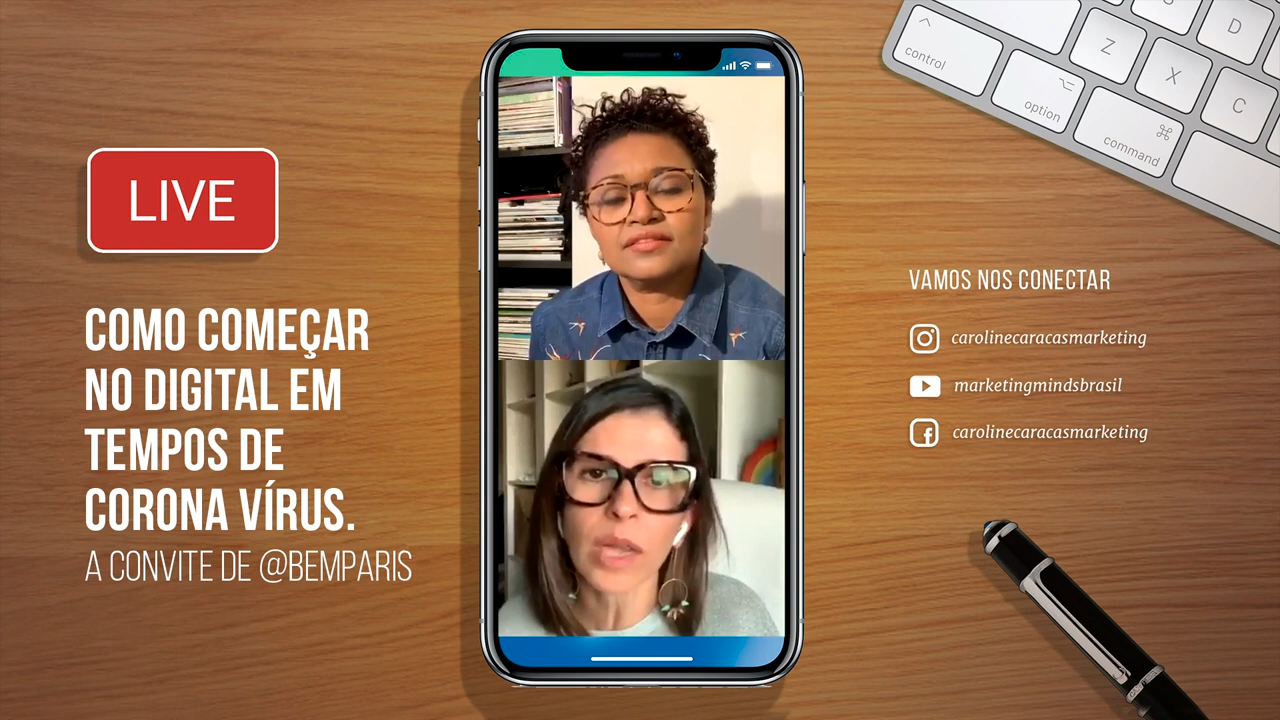 LIVE
COMO COMEÇAR
NO DIGITAL EM
TEMPOS DE
CORONA VÍRUS.
A CONVITE DE @BEMPARIS
VAMOS NOS CONECTAR
carolinecaracasmarketing
marketingmindsbrasil
carolinecaracasmarketing
S D
Z X C
control
option
command